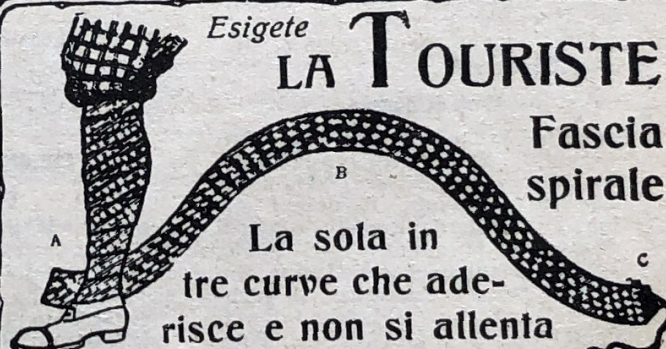 Esigete
LA TOURISTE
Fascia
spirale
B
A
C
La sola in
tre curve che ade-
risce e non si allenta